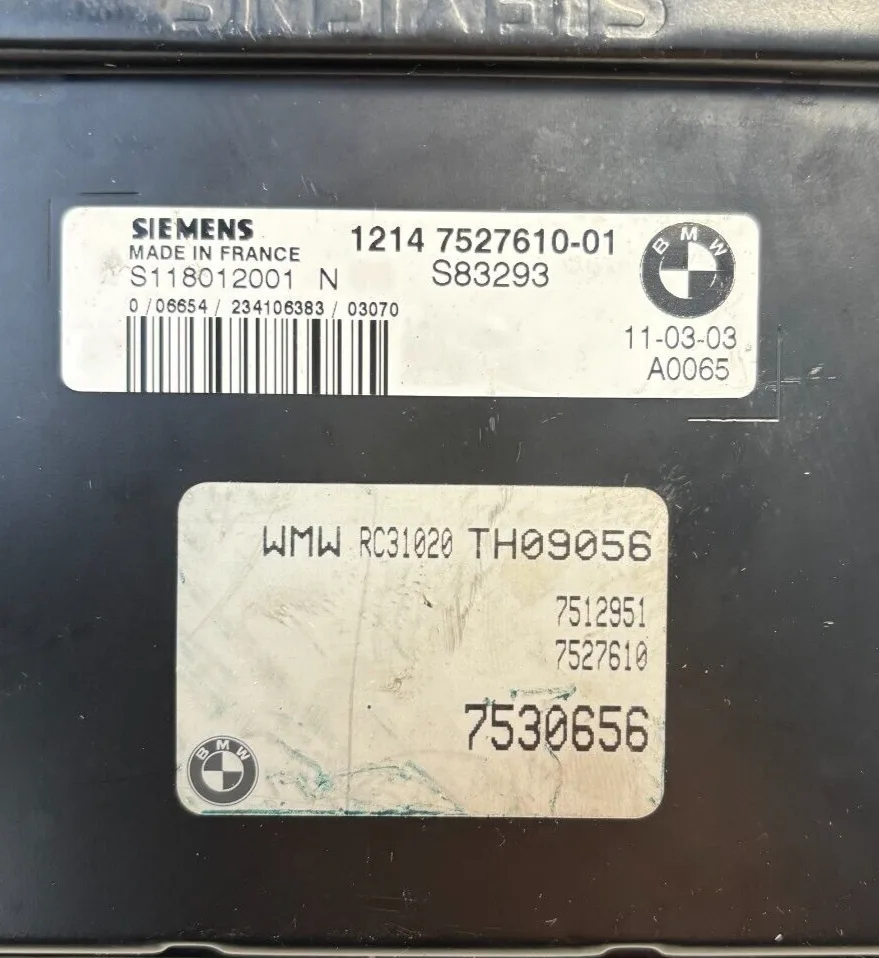 SIEMENS
SIEMENS
MADE IN FRANCE
S118012001 N
0/06654/234106383/03070
1214 7527610-01
S83293
BMW
11-03-03
A0065
WMW RC31020 TH09056
7512951
7527610
7530656
BMW